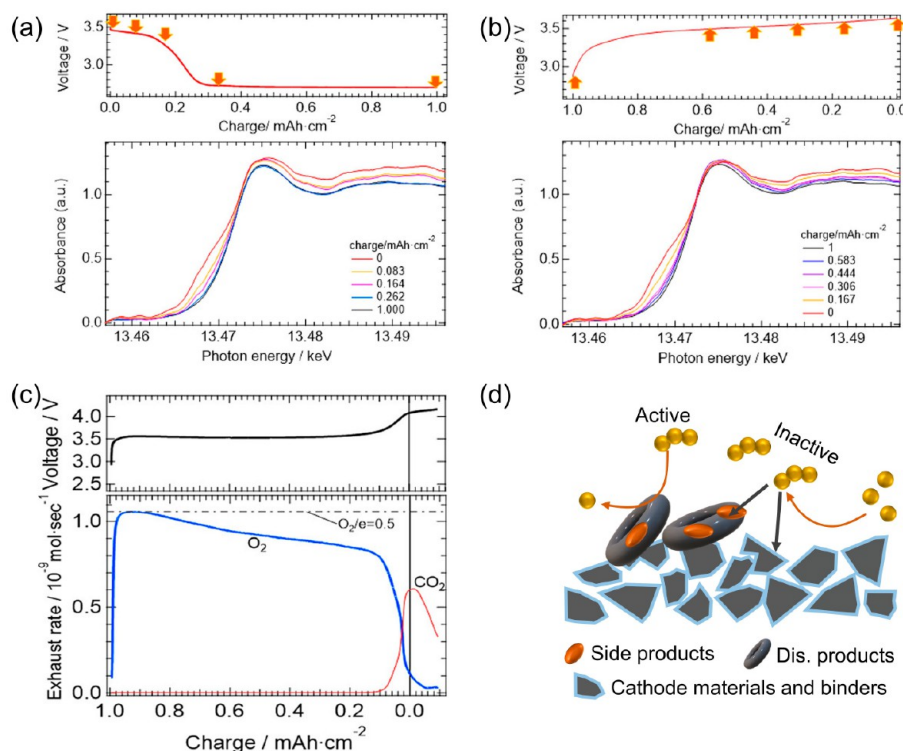 (a)
Voltage / V
3.5
3.0
0.0 0.2 0.4 0.6 0.8 1.0
Charge/ mAh·cm-2
Absorbance (a.u.)
1.0
0.5
0.0
charge/mAh·cm-2
0
0.083
0.164
0.262
1.000
13.46 13.47 13.48 13.49
Photon energy / keV
(b)
Voltage / V
3.5
3.0
1.0 0.8 0.6 0.4 0.2 0.0
Charge/ mAh·cm-2
Absorbance (a.u.)
1.0
0.5
0.0
charge/mAh·cm-2
1
0.583
0.444
0.306
0.167
0
13.46 13.47 13.48 13.49
Photon energy / keV
(c)
Voltage / V
4.0
3.5
3.0
2.5
Exhaust rate / 10-9 mol·sec-1
1.0
0.5
0.0
O2/e=0.5
O2
CO2
1.0 0.8 0.6 0.4 0.2 0.0
Charge / mAh·cm-2
(d)
Active
Inactive
Side products
Dis. products
Cathode materials and binders